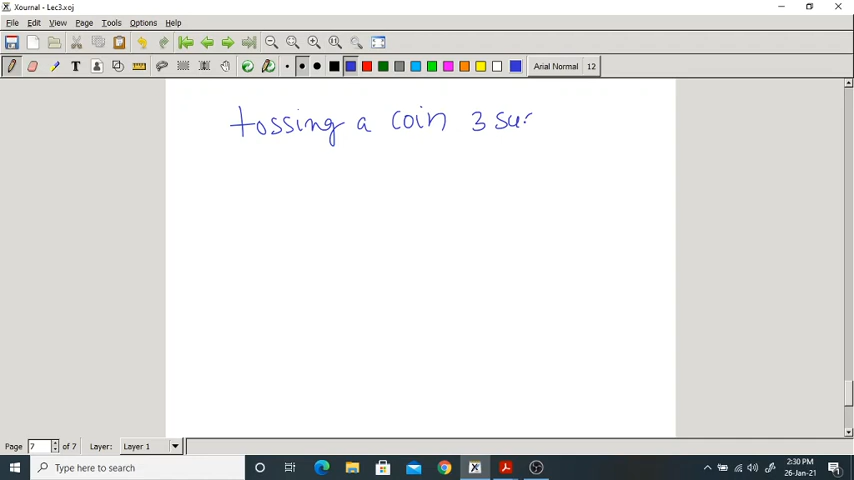 Xournal - Lec3.xoj
File Edit View Page Tools Options Help
T Arial Normal 12
tossing a coin 3 su
Page 7 of 7 Layer: Layer 1
Type here to search
2:30 PM
26-Jan-21